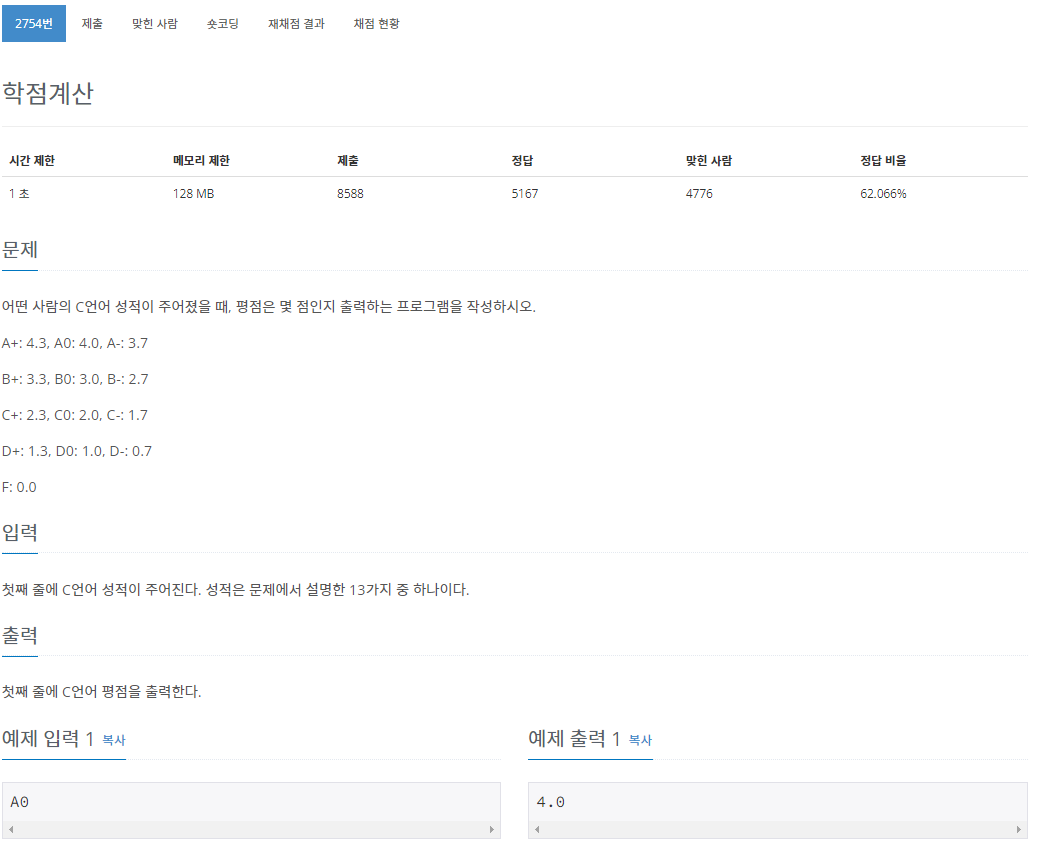 2754번 제출 맞힌 사람 숏코딩 재채점 결과 채점 현황
학점계산
시간 제한 메모리 제한 제출 정답 맞힌 사람 정답 비율
1 초 128 MB 8588 5167 4776 62.066%
문제
어떤 사람의 C언어 성적이 주어졌을 때, 평점은 몇 점인지 출력하는 프로그램을 작성하시오.
A+: 4.3, A0: 4.0, A-: 3.7
B+: 3.3, B0: 3.0, B-: 2.7
C+: 2.3, C0: 2.0, C-: 1.7
D+: 1.3, D0: 1.0, D-: 0.7
F: 0.0
입력
첫째 줄에 C언어 성적이 주어진다. 성적은 문제에서 설명한 13가지 중 하나이다.
출력
첫째 줄에 C언어 평점을 출력한다.
예제 입력 1 복사
A0
예제 출력 1 복사
4.0